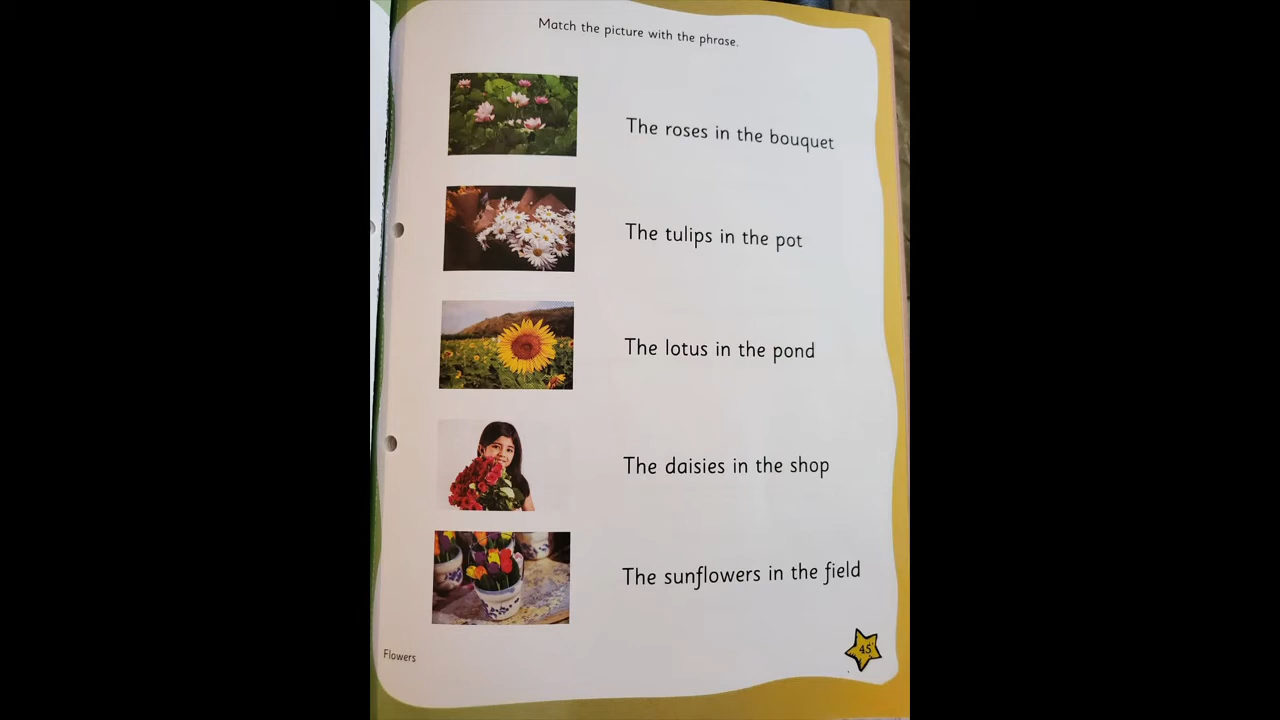 Match the picture with the phrase.
The roses in the bouquet
The tulips in the pot
The lotus in the pond
The daisies in the shop
The sunflowers in the field
Flowers
45